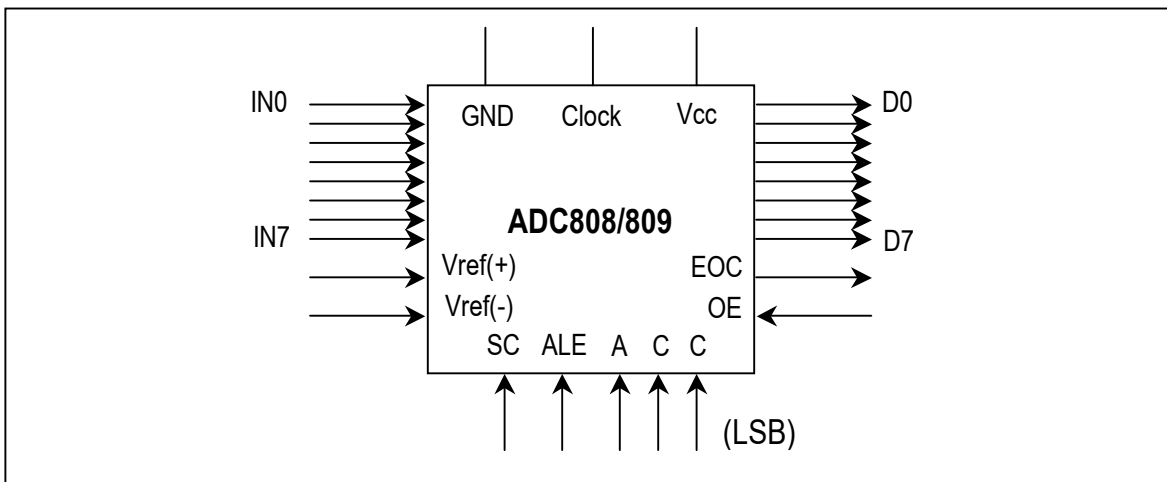 IN0 GND Clock Vcc D0
ADC808/809
IN7 D7
Vref(+) EOC
Vref(-) OE
SC ALE A C C
(LSB)